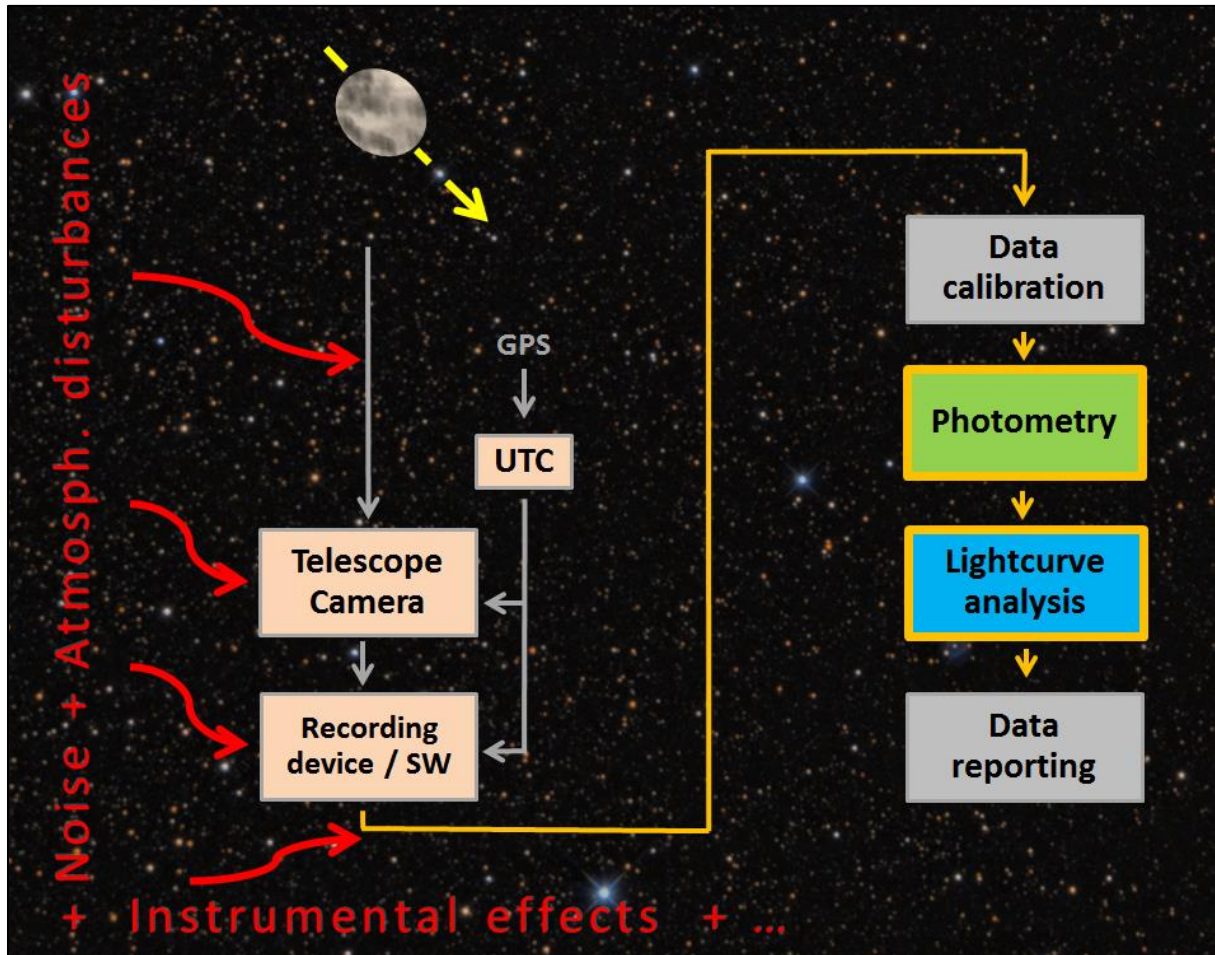 + Noise + Atmosph. disturbances
GPS
UTC
Telescope
Camera
Recording
device / SW
+ Instrumental effects + ...
Data
calibration
Photometry
Lightcurve
analysis
Data
reporting